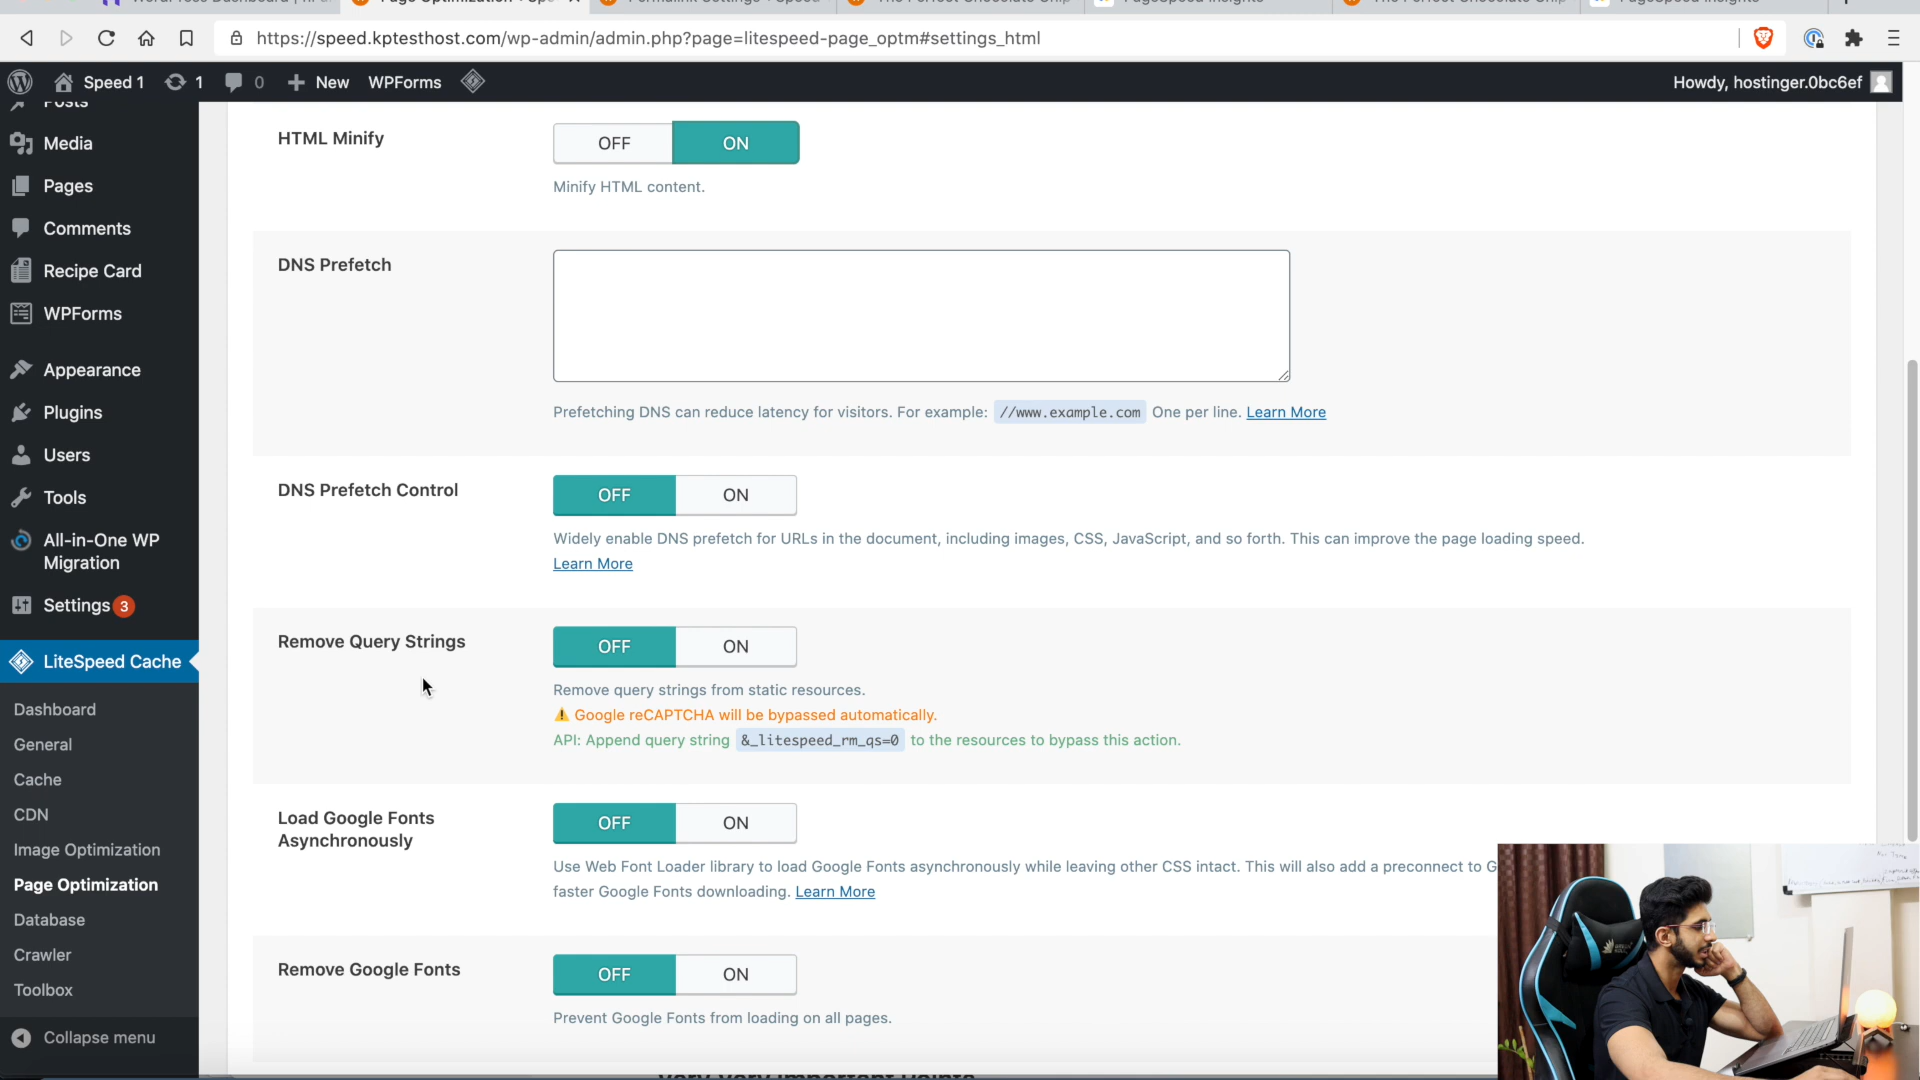 https://speed.kptesthost.com/wp-admin/admin.php?page=litespeed-page_optm#settings_html
Speed 1 1 0 New WPForms
Howdy, hostinger.0bc6ef
Posts
Media
Pages
Comments
Recipe Card
WPForms
Appearance
Plugins
Users
Tools
All-in-One WP
Migration
Settings 3
LiteSpeed Cache
Dashboard
General
Cache
CDN
Image Optimization
Page Optimization
Database
Crawler
Toolbox
Collapse menu
HTML Minify
OFF ON
Minify HTML content.
DNS Prefetch
Prefetching DNS can reduce latency for visitors. For example: //www.example.com One per line. Learn More
DNS Prefetch Control
OFF ON
Widely enable DNS prefetch for URLs in the document, including images, CSS, JavaScript, and so forth. This can improve the page loading speed.
Learn More
Remove Query Strings
OFF ON
Remove query strings from static resources.
Google reCAPTCHA will be bypassed automatically.
API: Append query string &_litespeed_rm_qs=0 to the resources to bypass this action.
Load Google Fonts
Asynchronously
OFF ON
Use Web Font Loader library to load Google Fonts asynchronously while leaving other CSS intact. This will also add a preconnect to G
faster Google Fonts downloading. Learn More
Remove Google Fonts
OFF ON
Prevent Google Fonts from loading on all pages.